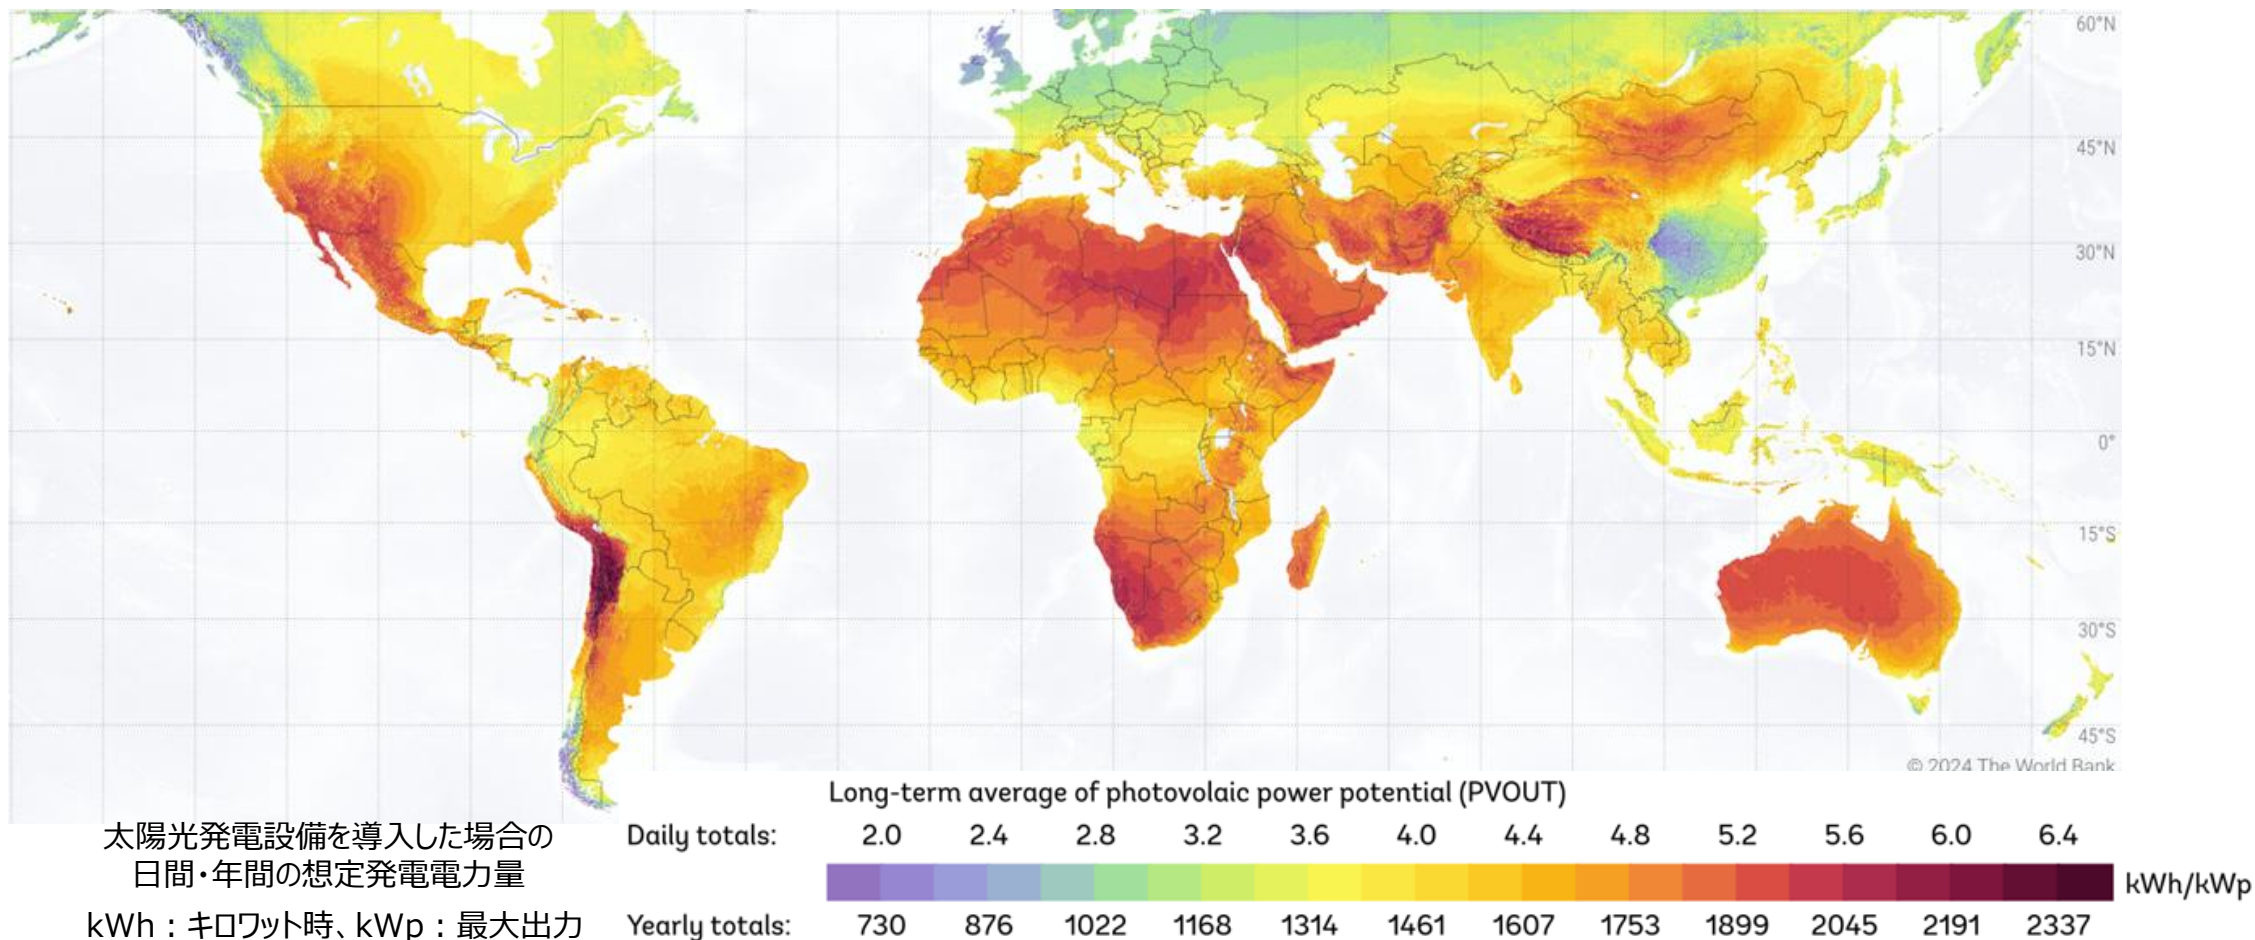 60°N
45°N
30°N
15°N
0°
15°S
30°S
45°S
© 2024 The World Bank
Long-term average of photovolaic power potential (PVOUT)
太陽光発電設備を導入した場合の
日間・年間の想定発電電力量
kWh：キロワット時、kWp：最大出力
Daily totals: 2.0 2.4 2.8 3.2 3.6 4.0 4.4 4.8 5.2 5.6 6.0 6.4
kWh/kWp
Yearly totals: 730 876 1022 1168 1314 1461 1607 1753 1899 2045 2191 2337